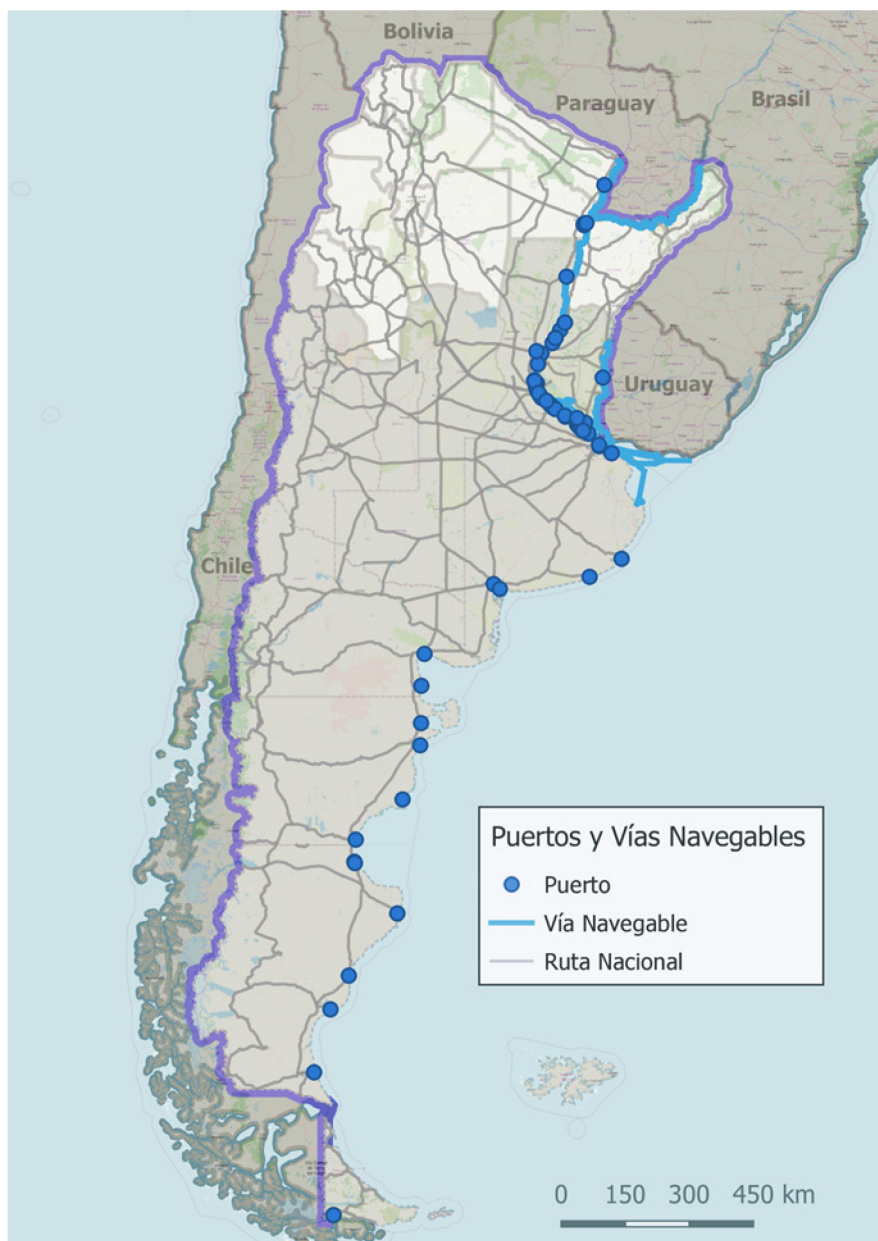 Bolivia
Paraguay
Brasil
Uruguay
Chile
Puertos y Vías Navegables
Puerto
Vía Navegable
Ruta Nacional
0 150 300 450 km